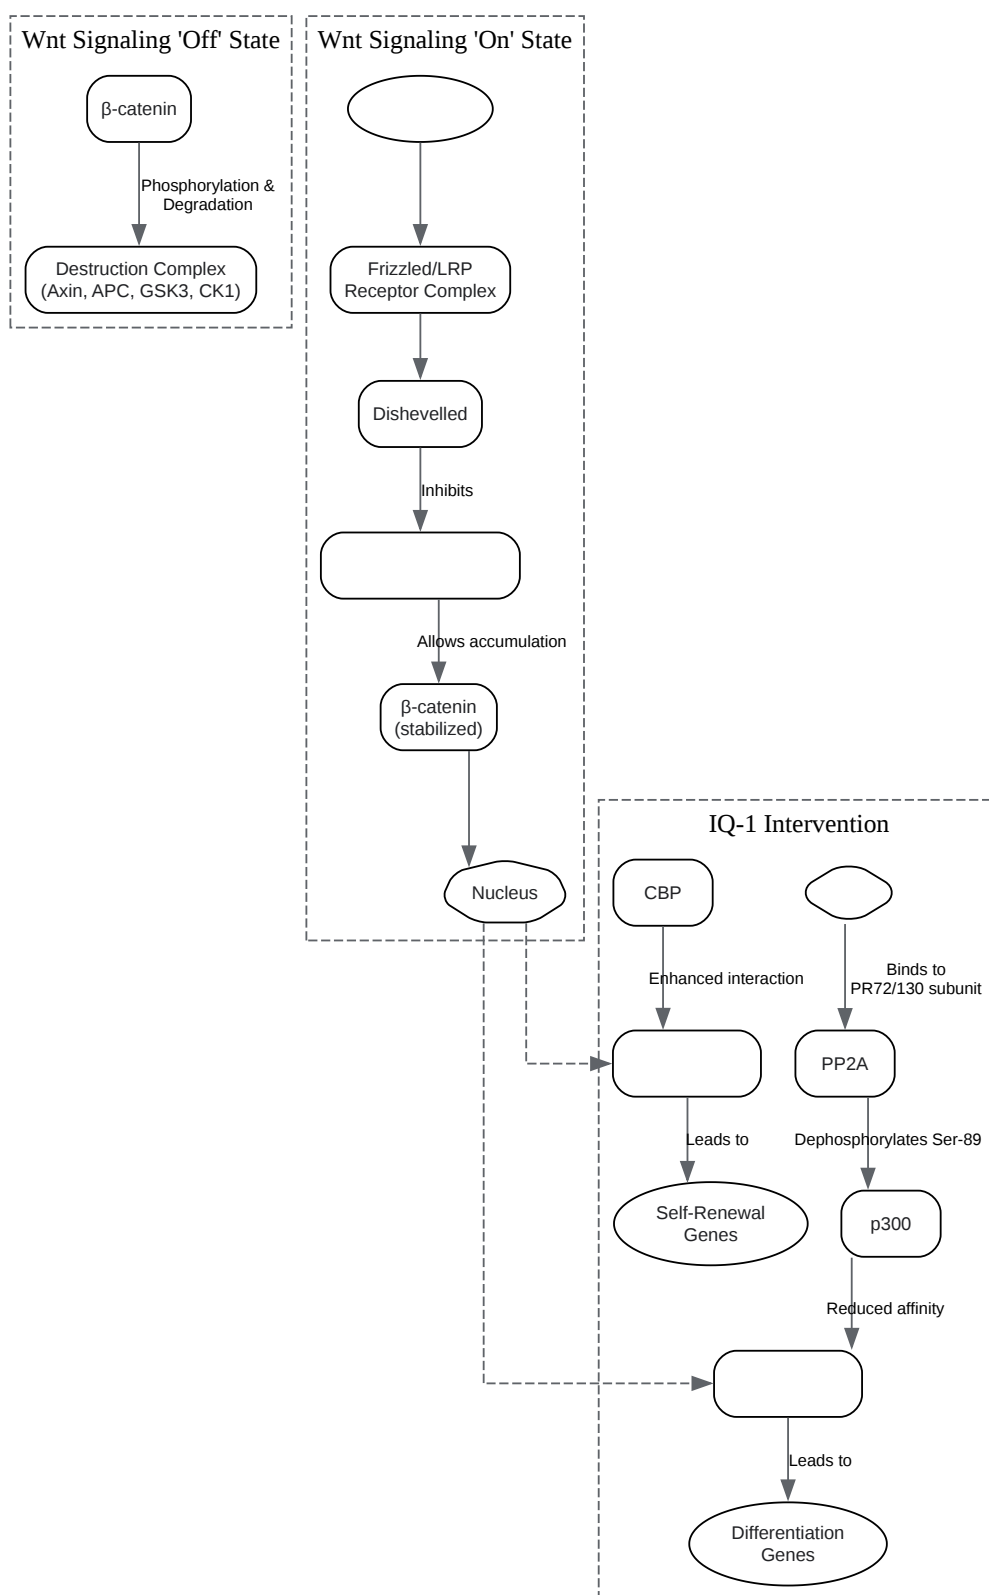 Wnt Signaling 'Off' State
β-catenin
Phosphorylation &
Degradation
Destruction Complex
(Axin, APC, GSK3, CK1)
Wnt Signaling 'On' State
Frizzled/LRP
Receptor Complex
Dishevelled
Inhibits
Allows accumulation
β-catenin
(stabilized)
Nucleus
IQ-1 Intervention
CBP
Enhanced interaction
Binds to
PR72/130 subunit
PP2A
Leads to
Dephosphorylates Ser-89
Self-Renewal
Genes
p300
Reduced affinity
Leads to
Differentiation
Genes